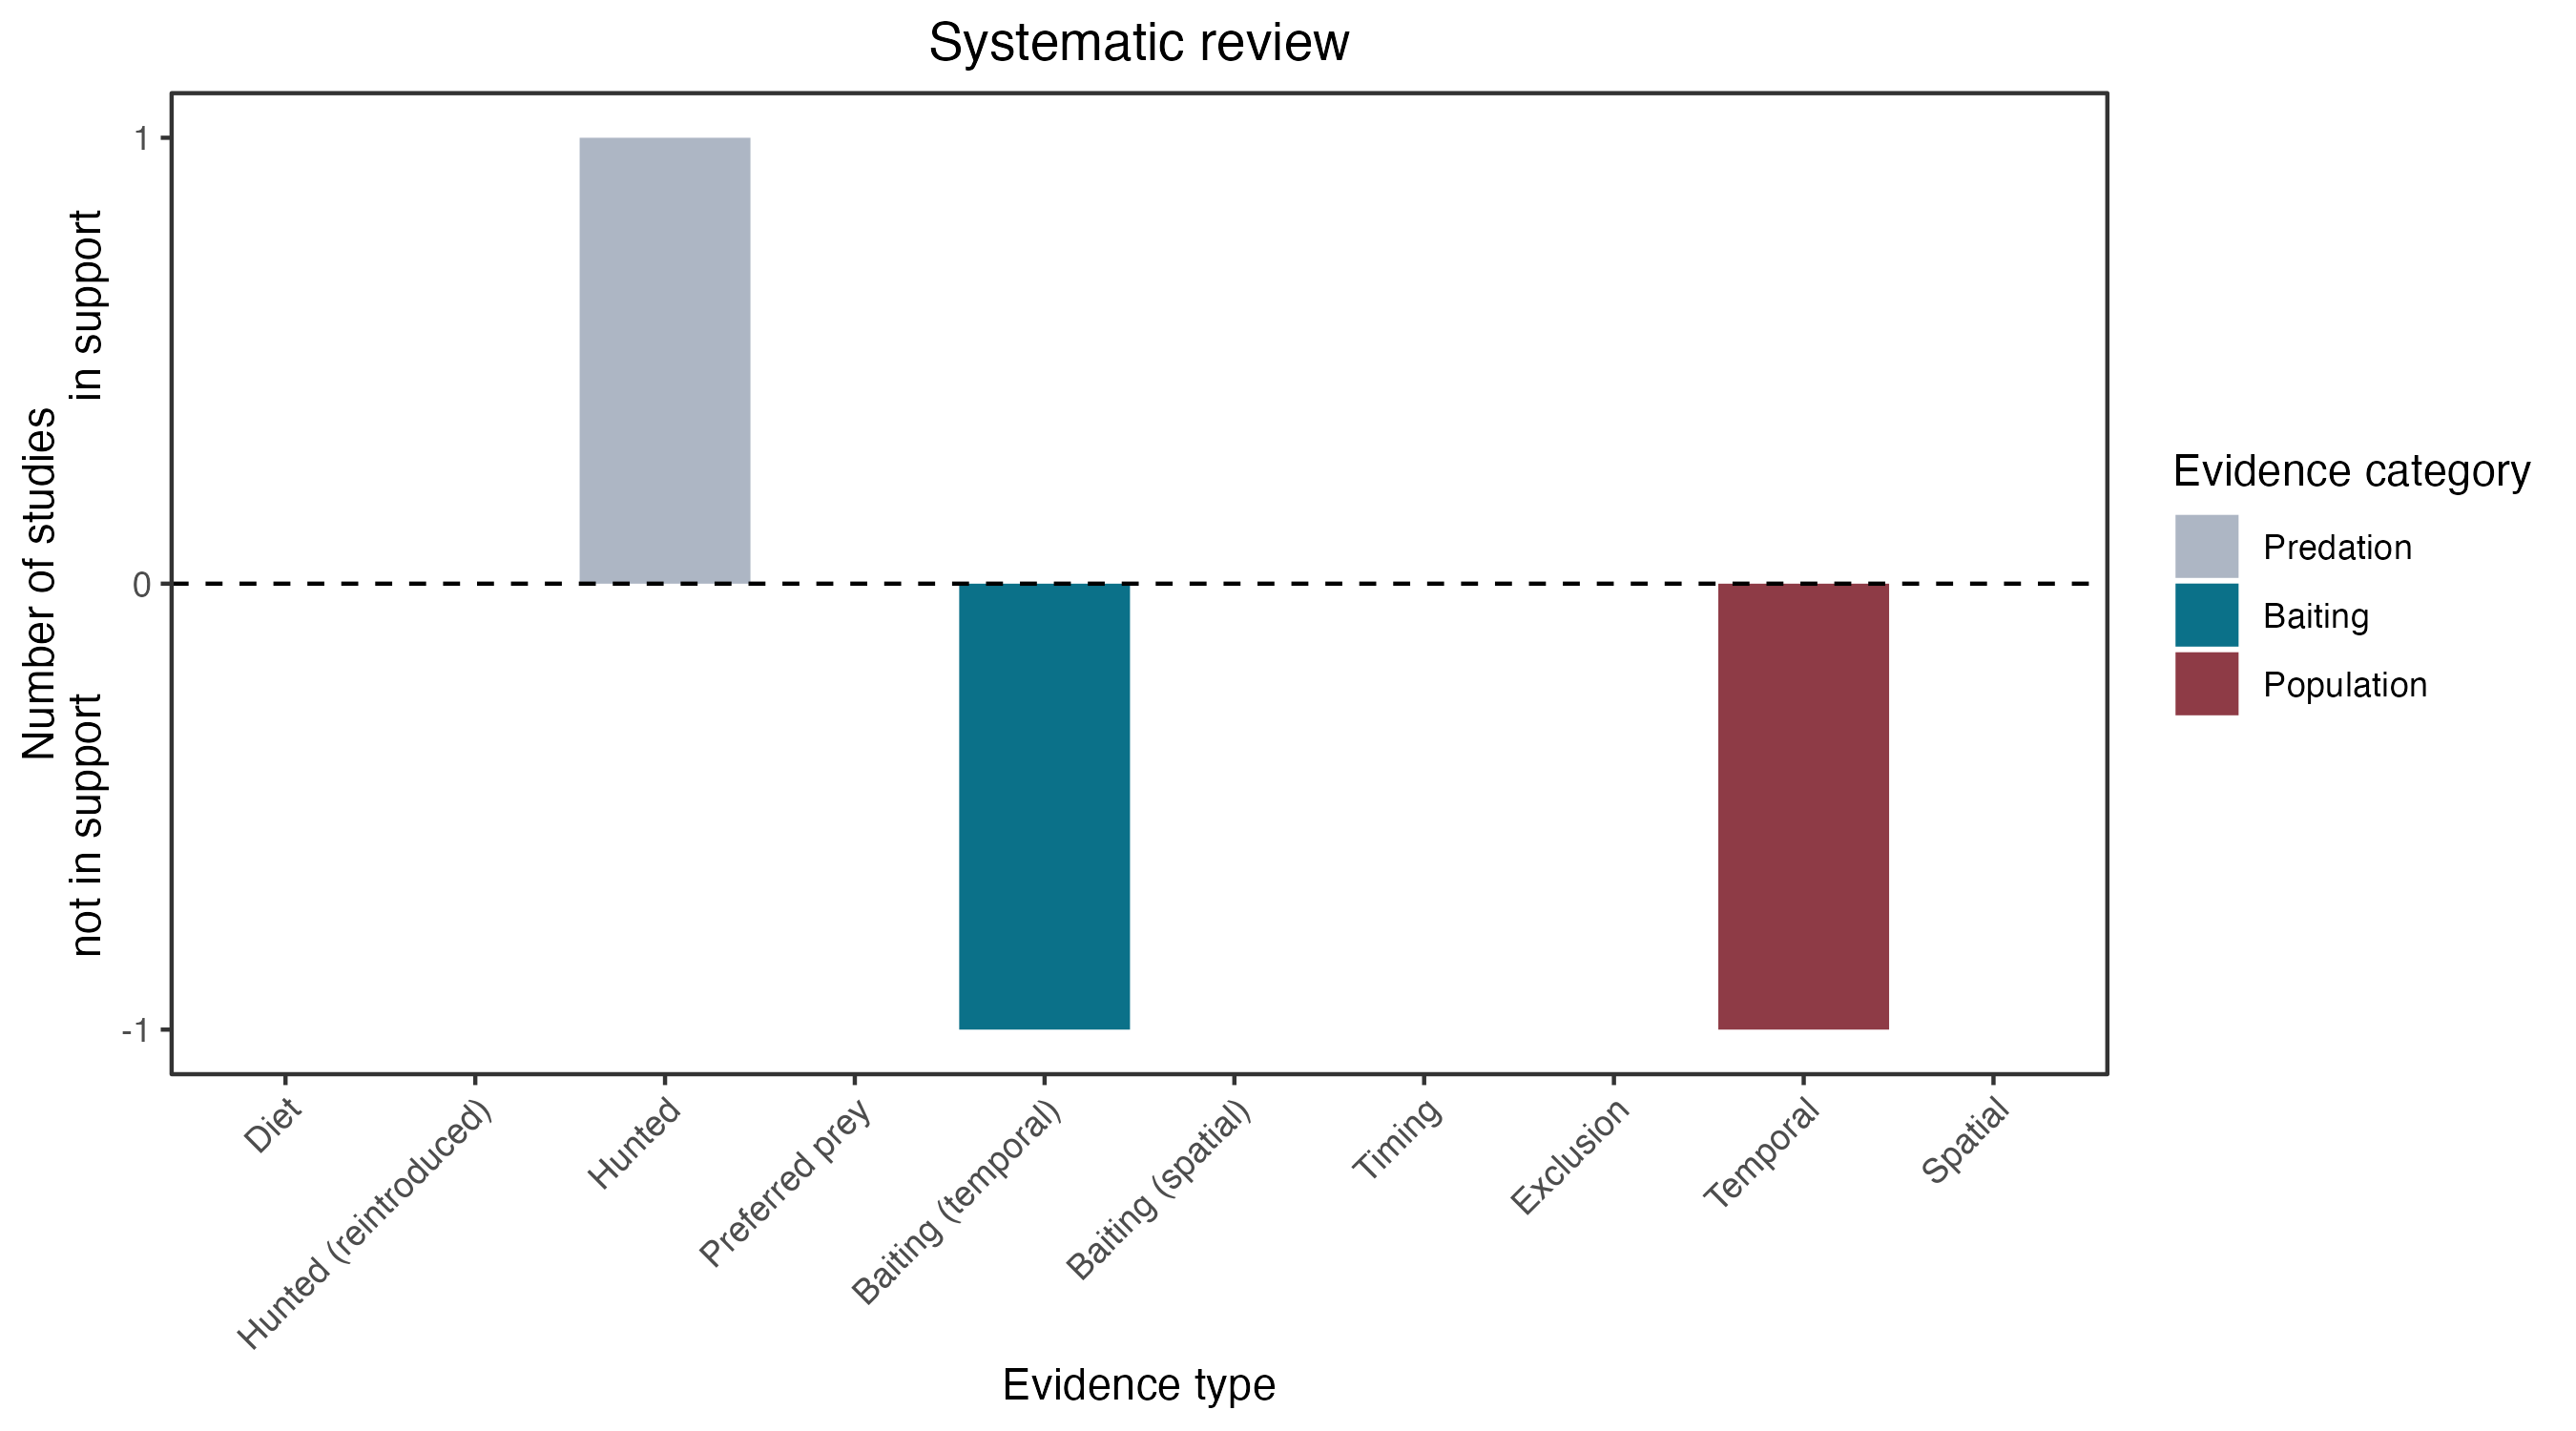 Systematic review
Number of studies
in support
not in support
1
0
-1
Diet
Hunted (reintroduced)
Hunted
Preferred prey
Baiting (temporal)
Baiting (spatial)
Timing
Exclusion
Temporal
Spatial
Evidence type
Evidence category
Predation
Baiting
Population